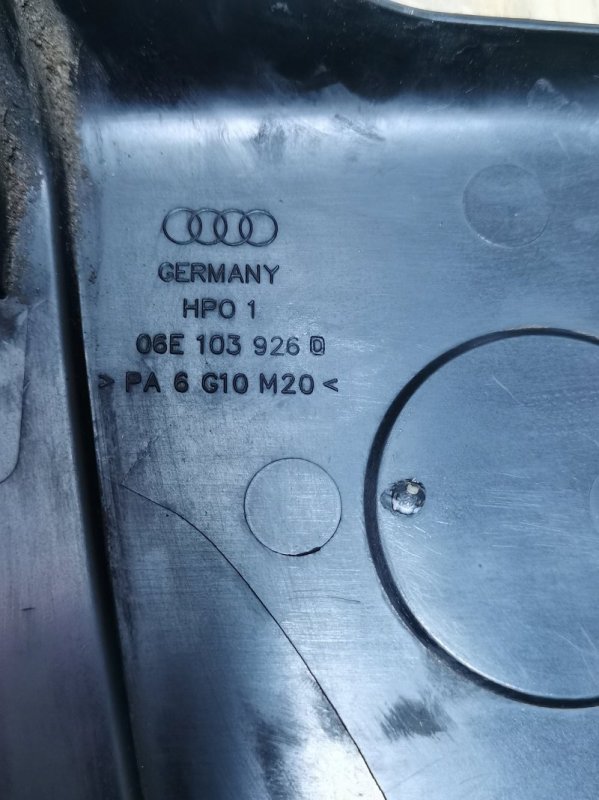 GERMANY
HPO 1
06E 103 926 D
>PA 6 G10 M20<